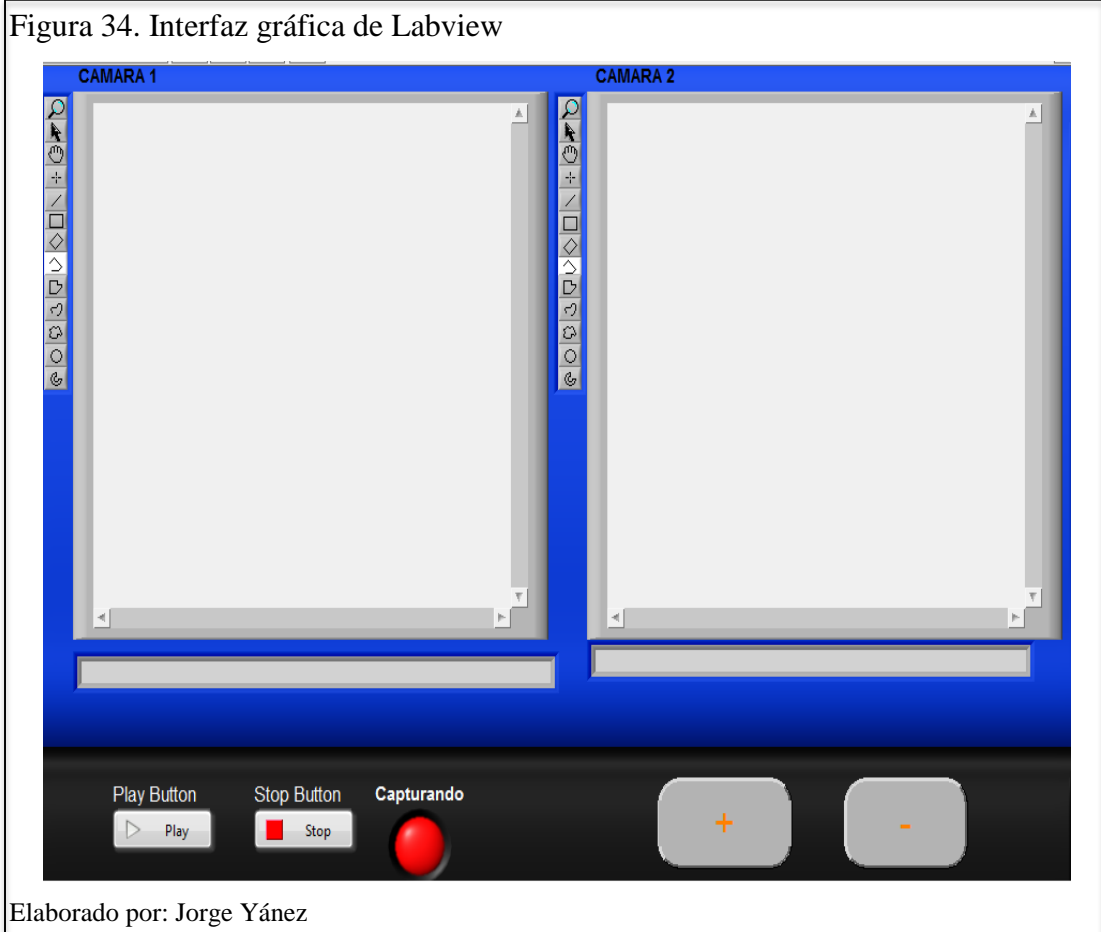 Figura 34. Interfaz gráfica de Labview
CAMARA 1
CAMARA 2
Play Button
Stop Button
Capturando
Play
Stop
+
-
Elaborado por: Jorge Yánez